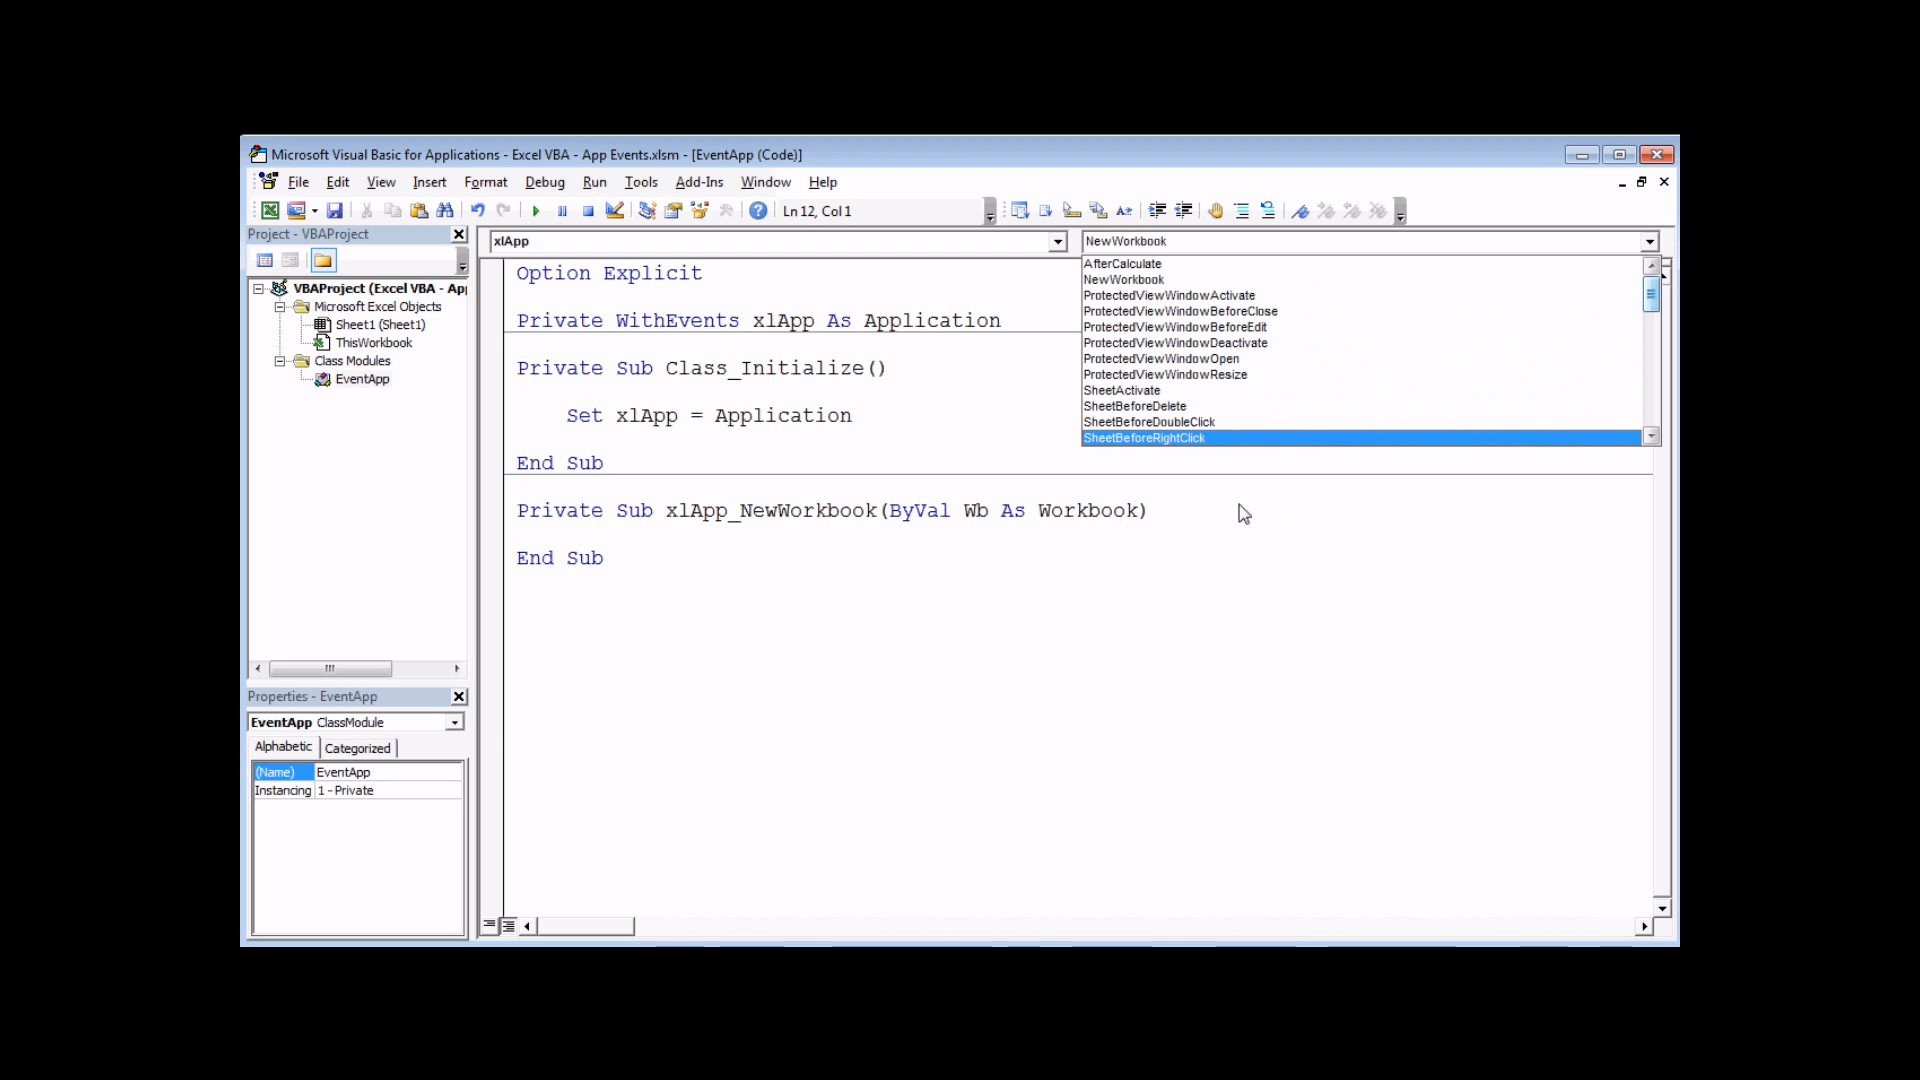 Microsoft Visual Basic for Applications - Excel VBA - App Events.xlsm - [EventApp (Code)]
File Edit View Insert Format Debug Run Tools Add-Ins Window Help
Ln 12, Col 1
Project - VBAProject
VBAProject (Excel VBA - App
Microsoft Excel Objects
Sheet1 (Sheet1)
ThisWorkbook
Class Modules
EventApp
Properties - EventApp
EventApp ClassModule
Alphabetic Categorized
(Name) EventApp
Instancing 1 - Private
xlApp
NewWorkbook
AfterCalculate
NewWorkbook
ProtectedViewWindowActivate
ProtectedViewWindowBeforeClose
ProtectedViewWindowBeforeEdit
ProtectedViewWindowDeactivate
ProtectedViewWindowOpen
ProtectedViewWindowResize
SheetActivate
SheetBeforeDelete
SheetBeforeDoubleClick
SheetBeforeRightClick
Option Explicit
Private WithEvents xlApp As Application
Private Sub Class_Initialize()
Set xlApp = Application
End Sub
Private Sub xlApp_NewWorkbook(ByVal Wb As Workbook)
End Sub